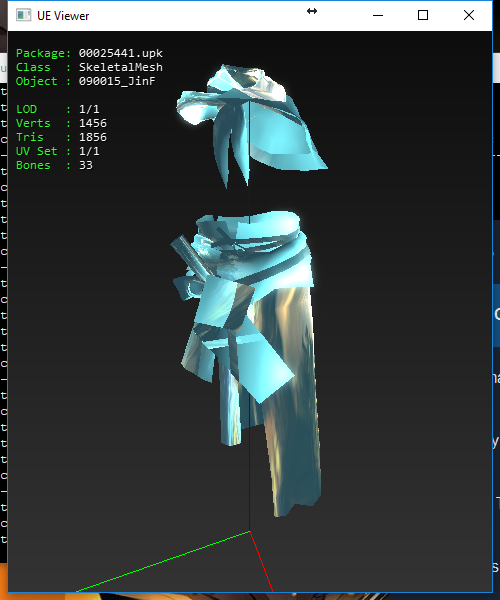 UE Viewer
Package: 00025441.upk
Class  : SkeletalMesh
Object : 090015_JinF
LOD    : 1/1
Verts  : 1456
Tris   : 1856
UV Set : 1/1
Bones  : 33